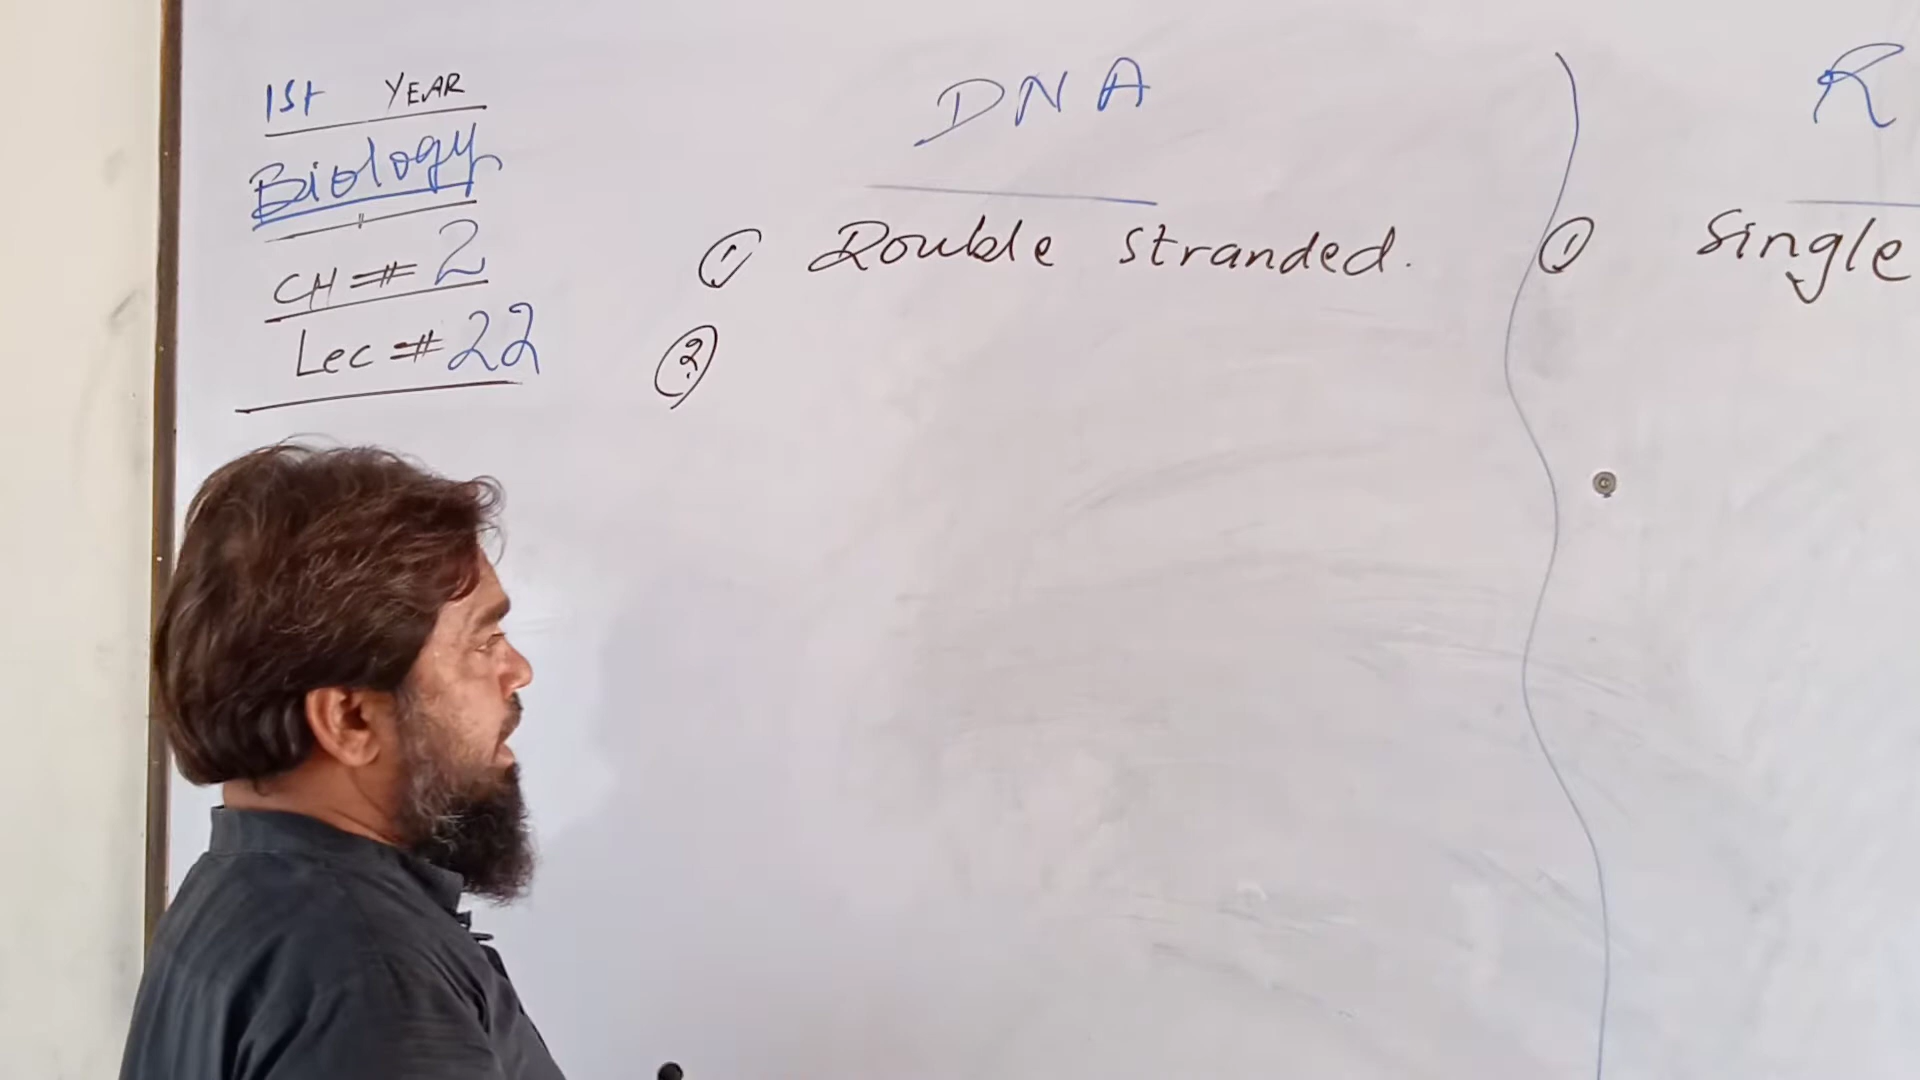 1st YEAR
Biology
CH # 2
Lec # 22
DNA
① Double stranded.
②
R
① Single